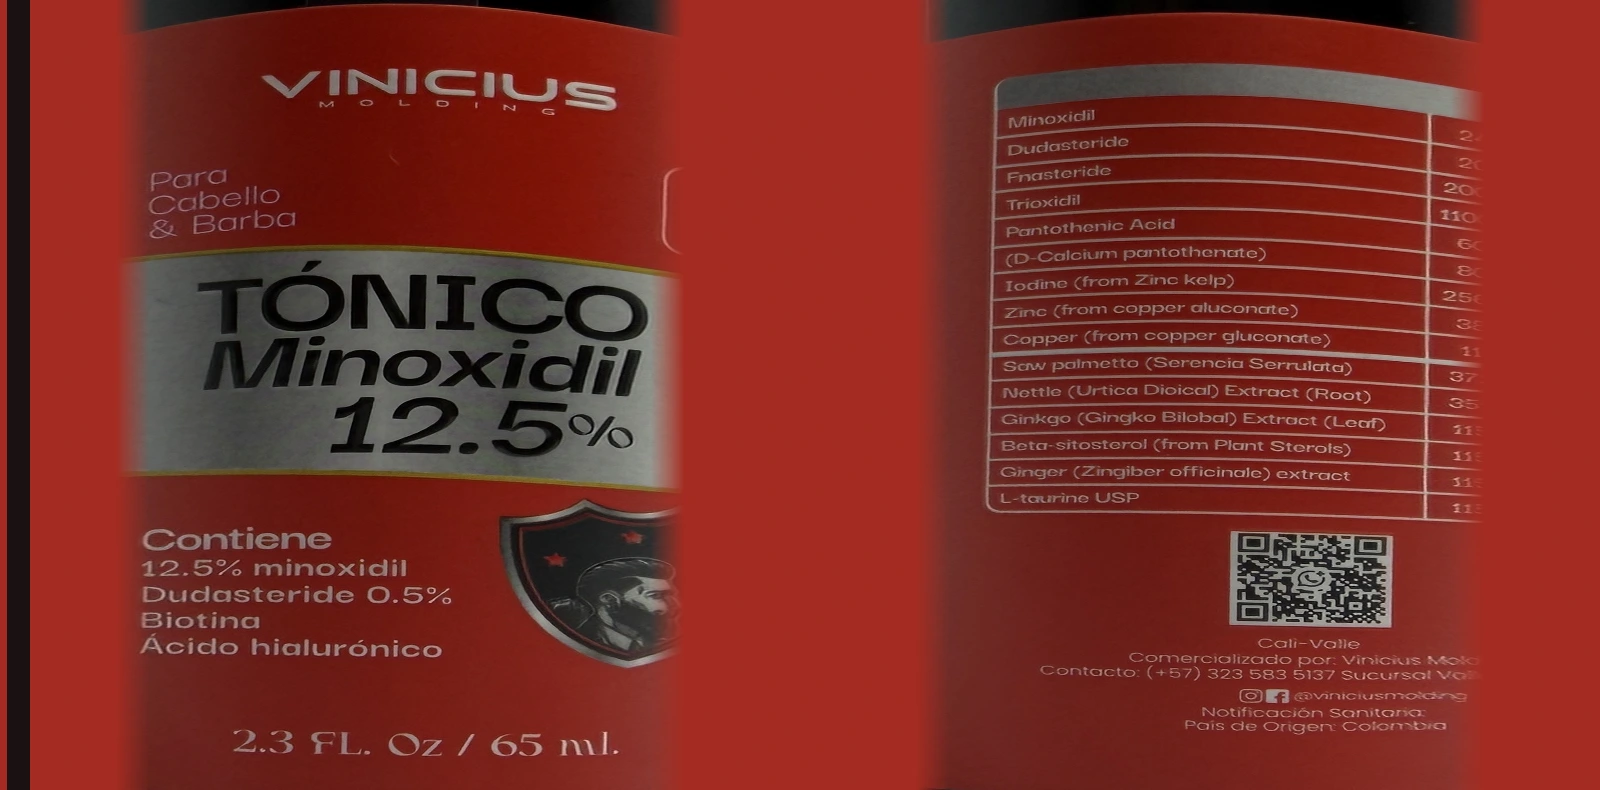 VINICIUS
MOLDING
Para
Cabello
& Barba
TÓNICO
Minoxidil
12.5%
Contiene
12.5% minoxidil
Dudasteride 0.5%
Biotina
Ácido hialurónico
2.3 FL. Oz / 65 ml.
Minoxidil
Dudasteride
Fnasteride
Trioxidil
Pantothenic Acid
(D-Calcium pantothenate)
Iodine (from Zinc kelp)
Zinc (from copper aluconate)
Copper (from copper gluconate)
Saw palmetto (Serencia Serrulata)
Nettle (Urtica Dioical) Extract (Root)
Ginkgo (Gingko Bilobal) Extract (Leaf)
Beta-sitosterol (from Plant Sterols)
Ginger (Zingiber officinale) extract
L-taurine USP
Cali-Valle
Comercializado por: Vinicius
Contacto: (+57) 323 583 5137 Sucursal
@viniciusmolding
Notificación Sanitaria:
País de Origen: Colombia